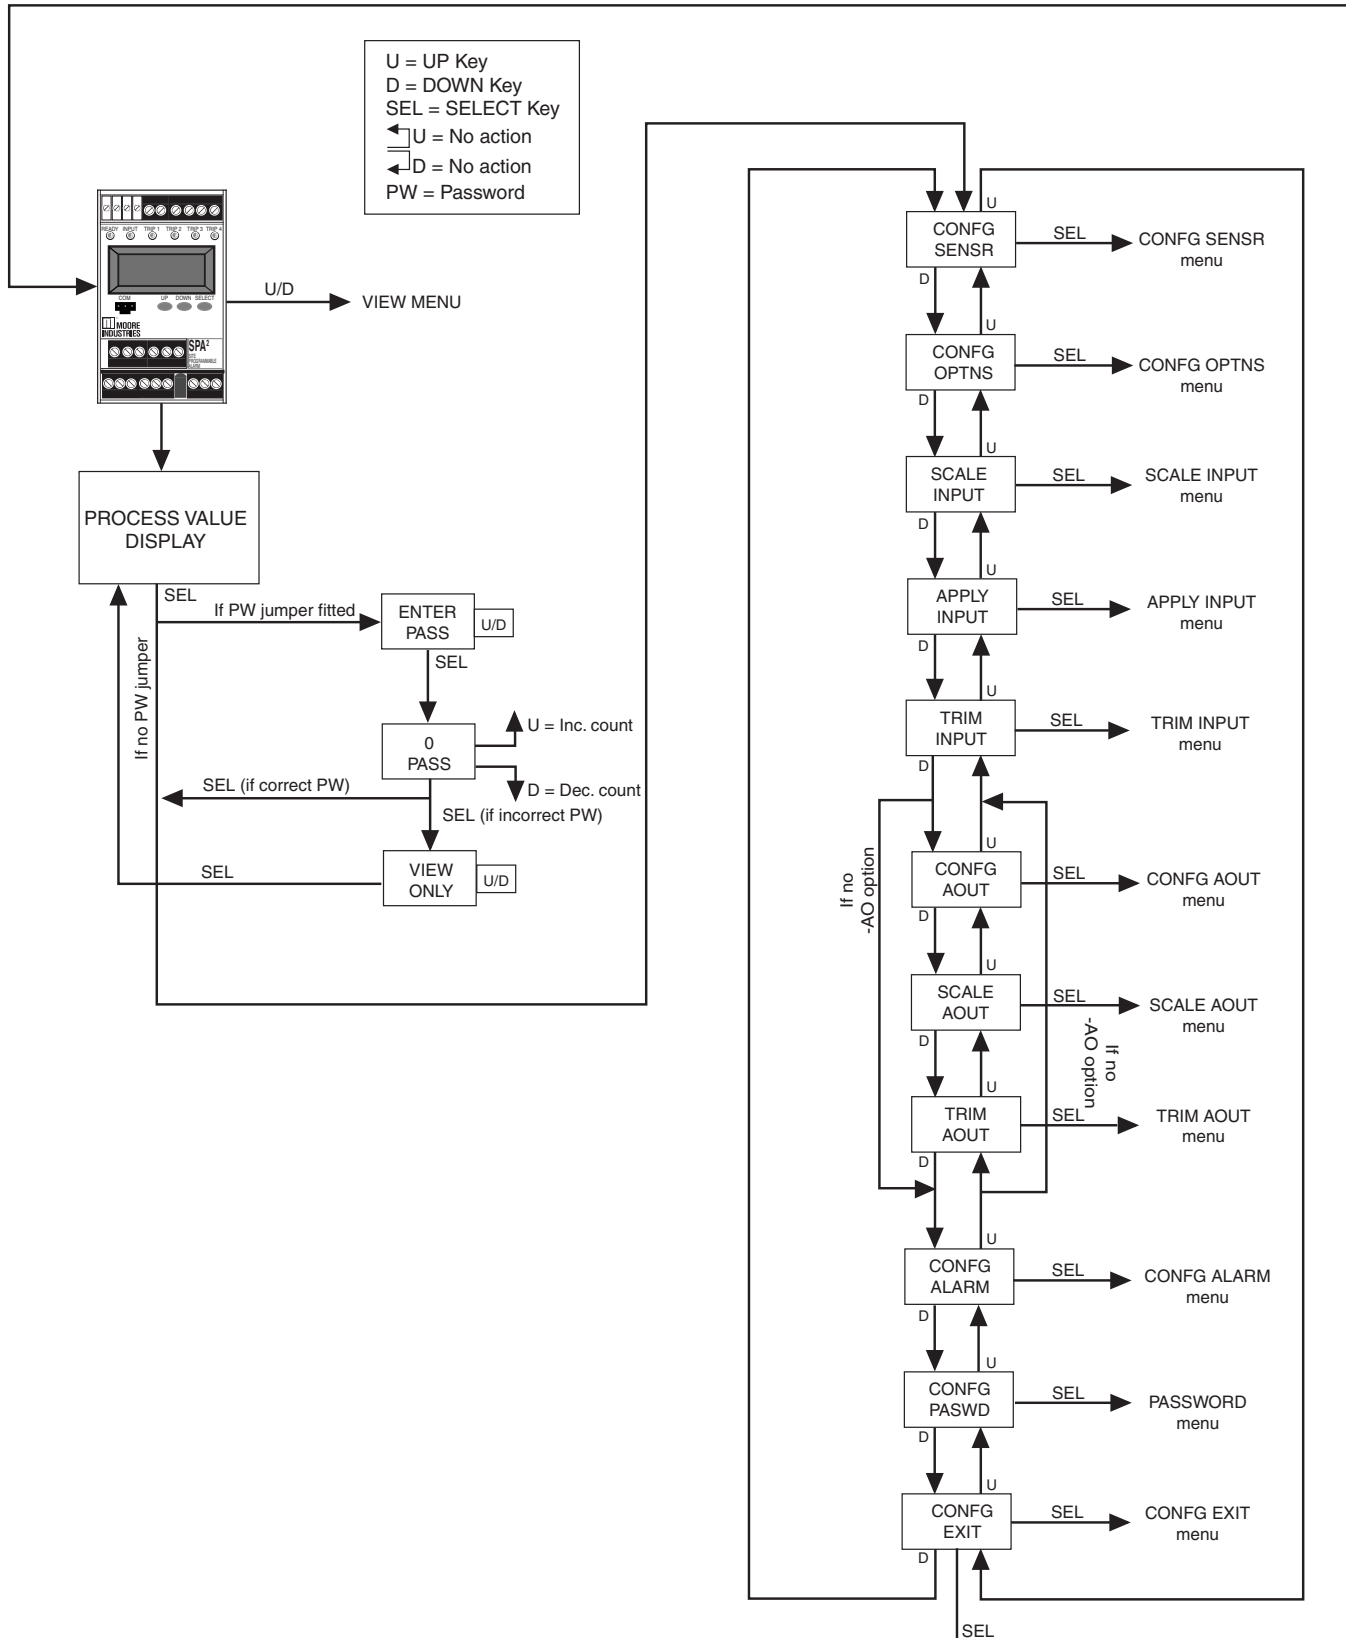 U = UP Key
D = DOWN Key
SEL = SELECT Key
U = No action
D = No action
PW = Password
READY INPUT TRIP 1 TRIP 2 TRIP 3 TRIP 4
COM UP DOWN SELECT
MOORE
INDUSTRIES
SPA²
SITE
PROGRAMMABLE
ALARM
U/D
VIEW MENU
PROCESS VALUE
DISPLAY
SEL
If PW jumper fitted
If no PW jumper
ENTER
PASS
U/D
SEL
0
PASS
U = Inc. count
D = Dec. count
SEL (if correct PW)
SEL (if incorrect PW)
VIEW
ONLY
U/D
SEL
U
CONFG
SENSR
SEL
CONFG SENSR
menu
D
U
CONFG
OPTNS
SEL
CONFG OPTNS
menu
D
U
SCALE
INPUT
SEL
SCALE INPUT
menu
D
U
APPLY
INPUT
SEL
APPLY INPUT
menu
D
U
TRIM
INPUT
SEL
TRIM INPUT
menu
D
If no
-AO option
U
CONFG
AOUT
SEL
CONFG AOUT
menu
D
U
SCALE
AOUT
SEL
SCALE AOUT
menu
D
If no
-AO option
U
TRIM
AOUT
SEL
TRIM AOUT
menu
D
U
CONFG
ALARM
SEL
CONFG ALARM
menu
D
U
CONFG
PASWD
SEL
PASSWORD
menu
D
U
CONFG
EXIT
SEL
CONFG EXIT
menu
D
SEL